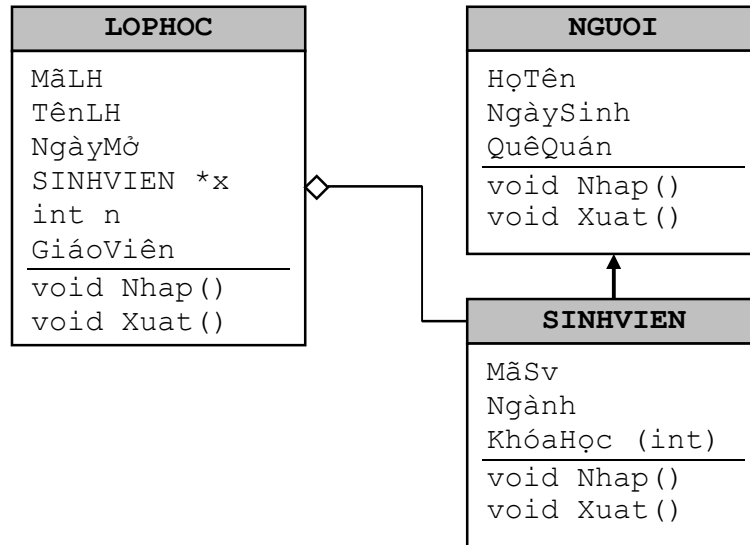 LOPHOC
MãLH
TênLH
NgàyMở
SINHVIEN *x
int n
GiáoViên
void Nhap()
void Xuat()
NGUOI
HọTên
NgàySinh
QuêQuán
void Nhap()
void Xuat()
SINHVIEN
MãSv
Ngành
KhóaHọc (int)
void Nhap()
void Xuat()